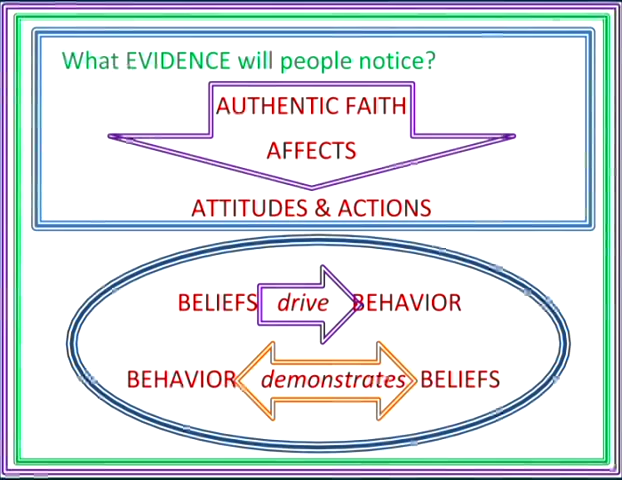 What EVIDENCE will people notice?
AUTHENTIC FAITH
AFFECTS
ATTITUDES & ACTIONS
BELIEFS drive BEHAVIOR
BEHAVIOR demonstrates BELIEFS